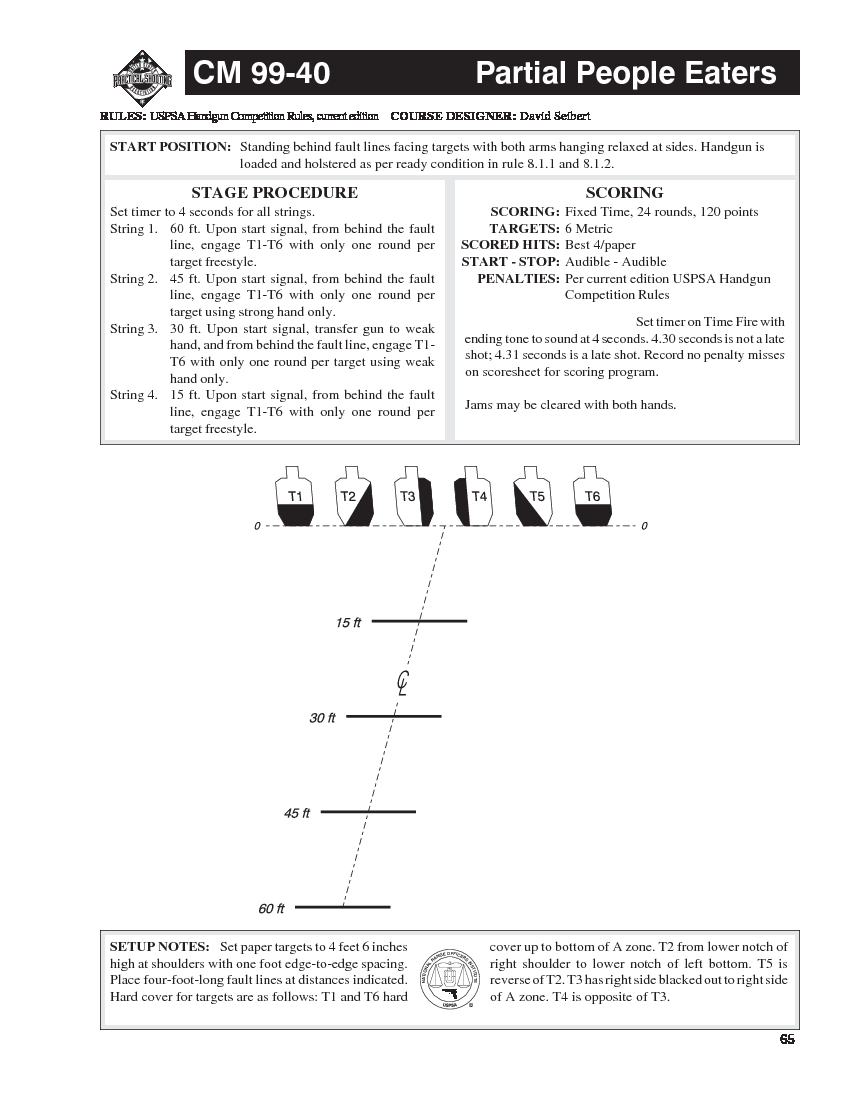 CM 99-40 Partial People Eaters
RULES: USPSA Handgun Competition Rules, current edition COURSE DESIGNER: David Seibert
START POSITION: Standing behind fault lines facing targets with both arms hanging relaxed at sides. Handgun is
loaded and holstered as per ready condition in rule 8.1.1 and 8.1.2.
STAGE PROCEDURE
Set timer to 4 seconds for all strings.
String 1. 60 ft. Upon start signal, from behind the fault
line, engage T1-T6 with only one round per
target freestyle.
String 2. 45 ft. Upon start signal, from behind the fault
line, engage T1-T6 with only one round per
target using strong hand only.
String 3. 30 ft. Upon start signal, transfer gun to weak
hand, and from behind the fault line, engage T1-
T6 with only one round per target using weak
hand only.
String 4. 15 ft. Upon start signal, from behind the fault
line, engage T1-T6 with only one round per
target freestyle.
SCORING
SCORING: Fixed Time, 24 rounds, 120 points
TARGETS: 6 Metric
SCORED HITS: Best 4/paper
START - STOP: Audible - Audible
PENALTIES: Per current edition USPSA Handgun
Competition Rules
Set timer on Time Fire with
ending tone to sound at 4 seconds. 4.30 seconds is not a late
shot; 4.31 seconds is a late shot. Record no penalty misses
on scoresheet for scoring program.
Jams may be cleared with both hands.
T1 T2 T3 T4 T5 T6
0 0
15 ft
30 ft
45 ft
60 ft
SETUP NOTES: Set paper targets to 4 feet 6 inches
high at shoulders with one foot edge-to-edge spacing.
Place four-foot-long fault lines at distances indicated.
Hard cover for targets are as follows: T1 and T6 hard
cover up to bottom of A zone. T2 from lower notch of
right shoulder to lower notch of left bottom. T5 is
reverse of T2. T3 has right side blacked out to right side
of A zone. T4 is opposite of T3.
USPSA
65